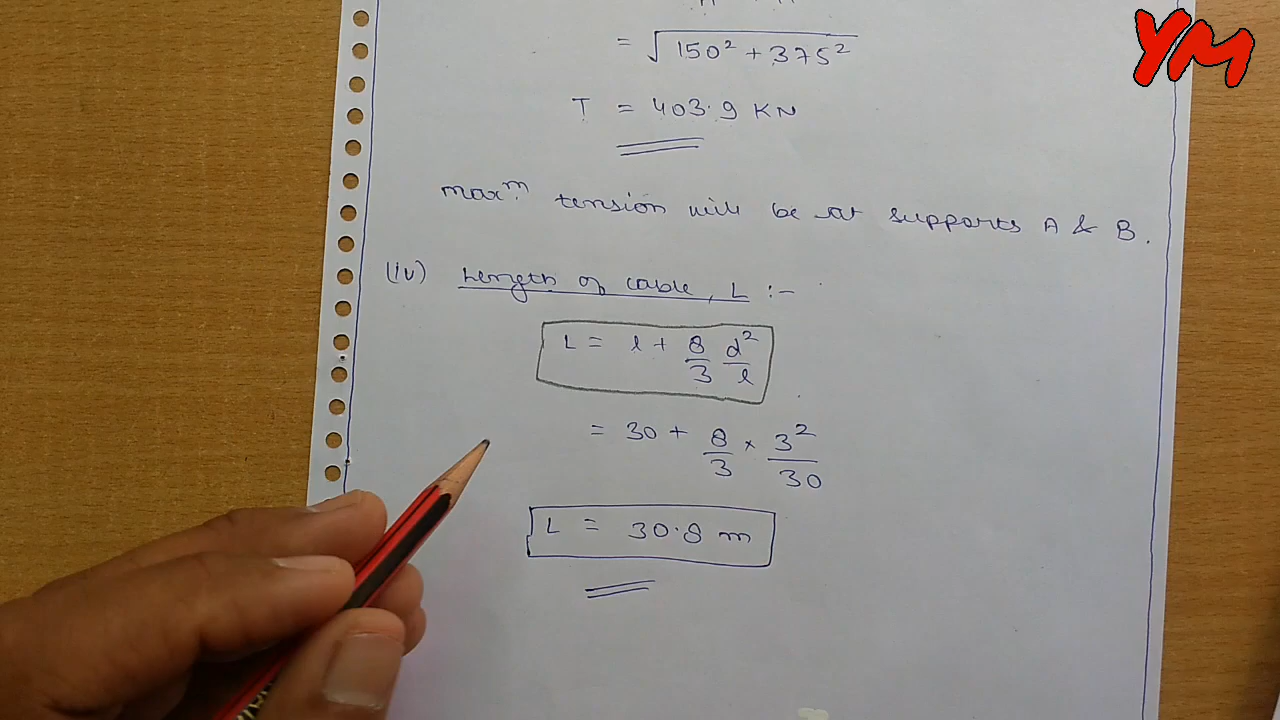 = √150² + 375²
T = 403.9 KN
maxᵐ. tension will be at supports A & B.
(iv) Length of cable, L :-
L = l + 8/3 d²/l
= 30 + 8/3 × 3²/30
L = 30.8 m
YM